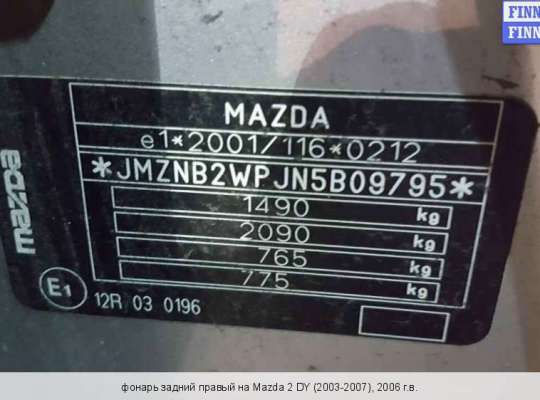 FINN
FINN
MAZDA
e1*2001/116*0212
*JMZNB2WPJN5B09795*
1490 kg
2090 kg
765 kg
775 kg
mazda
E1
12R 03 0196
фонарь задний правый на Mazda 2 DY (2003-2007), 2006 г.в.